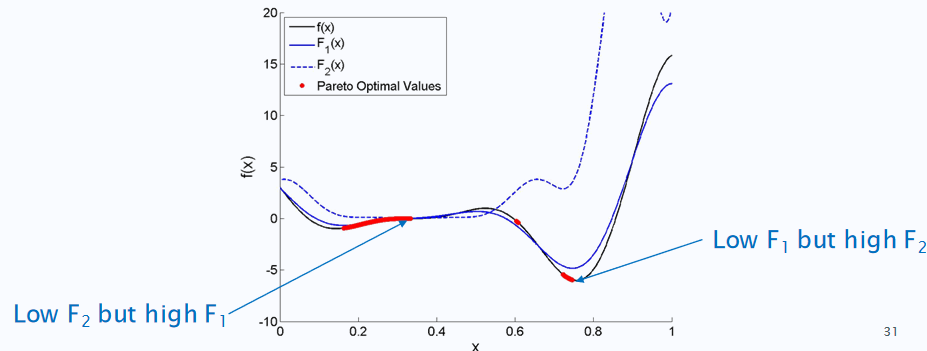 20
15
10
5
0
-5
-10
f(x)
f(x)
F1(x)
F2(x)
Pareto Optimal Values
Low F1 but high F2
Low F2 but high F1
0
0.2
0.4
0.6
0.8
1
x
31